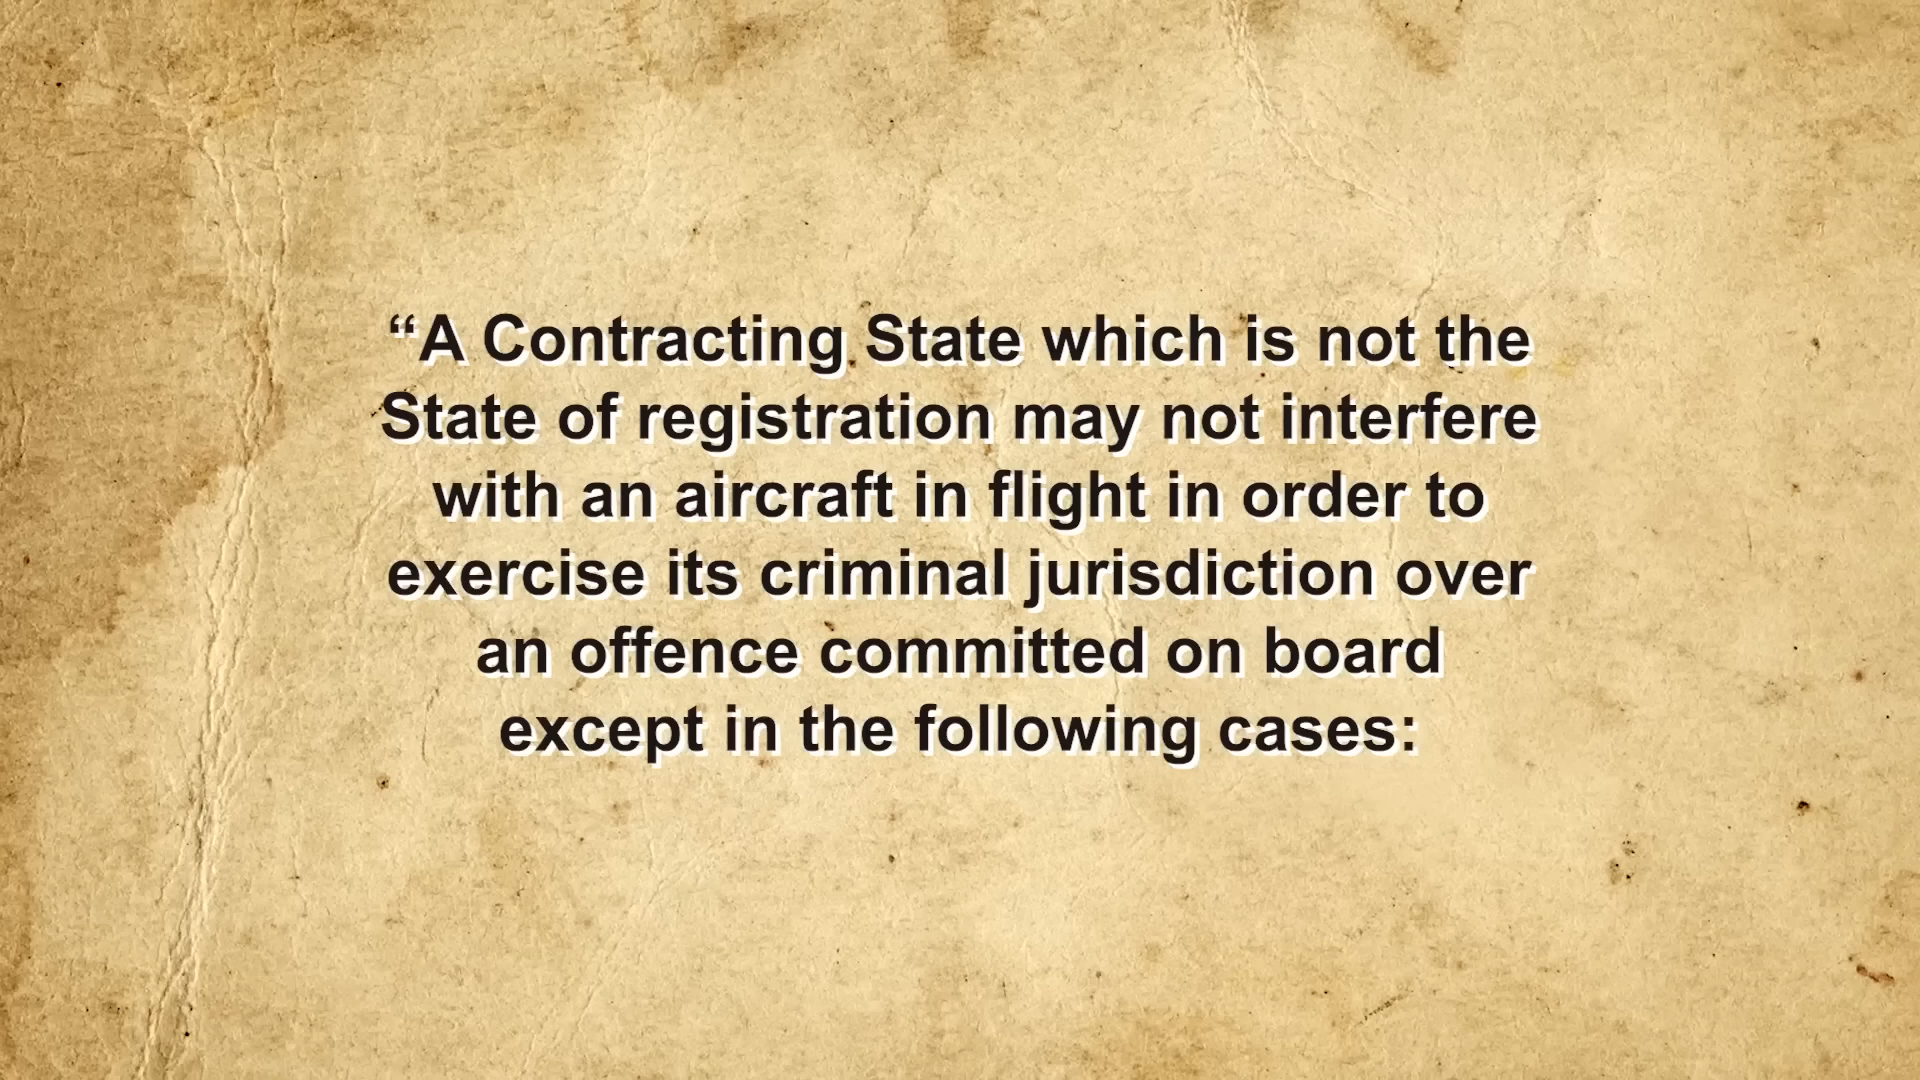 “A Contracting State which is not the
State of registration may not interfere
with an aircraft in flight in order to
exercise its criminal jurisdiction over
an offence committed on board
except in the following cases: